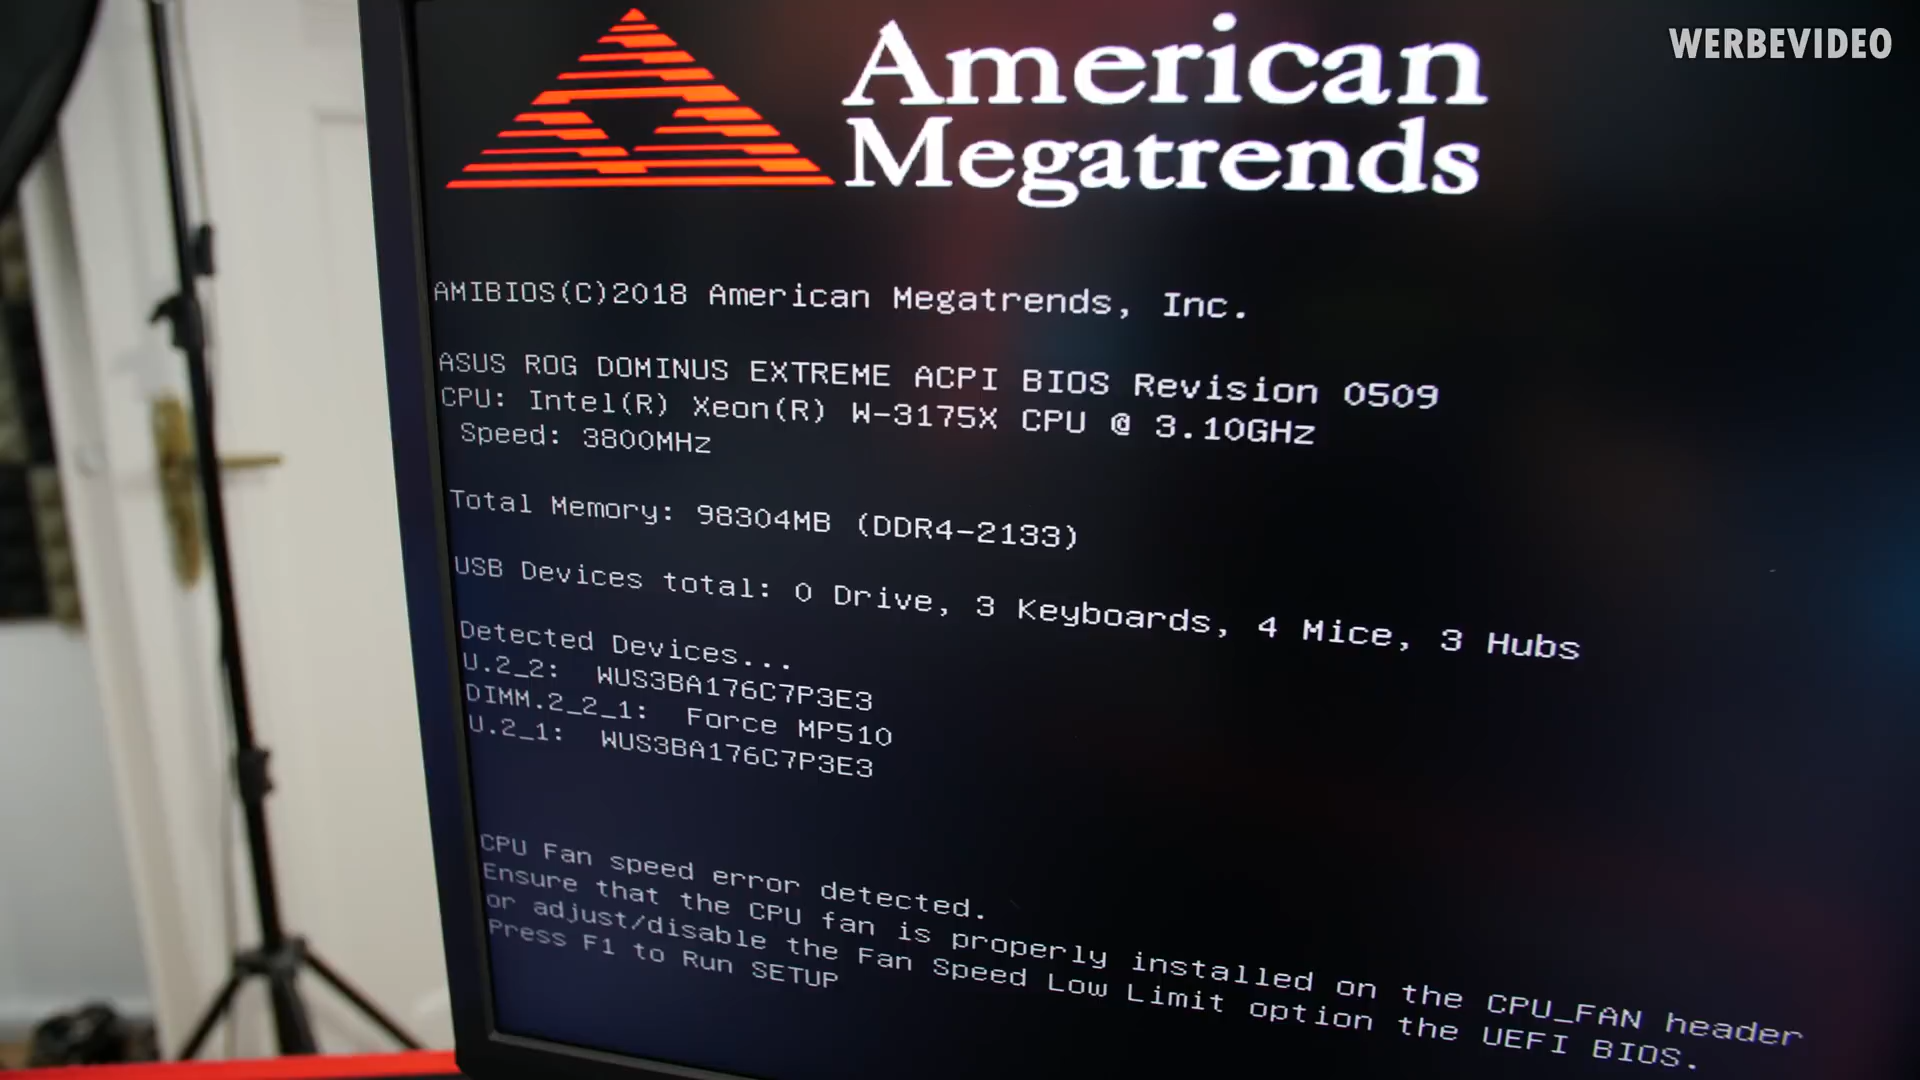 WERBEVIDEO
American
Megatrends
AMIBIOS(C)2018 American Megatrends, Inc.
ASUS ROG DOMINUS EXTREME ACPI BIOS Revision 0509
CPU: Intel(R) Xeon(R) W-3175X CPU @ 3.10GHz
Speed: 3800MHz
Total Memory: 98304MB (DDR4-2133)
USB Devices total: 0 Drive, 3 Keyboards, 4 Mice, 3 Hubs
Detected Devices...
U.2_2: WUS3BA176C7P3E3
DIMM.2_2_1: Force MP510
U.2_1: WUS3BA176C7P3E3
CPU Fan speed error detected.
Ensure that the CPU fan is properly installed on the CPU_FAN header
or adjust/disable the Fan Speed Low Limit option the UEFI BIOS.
Press F1 to Run SETUP